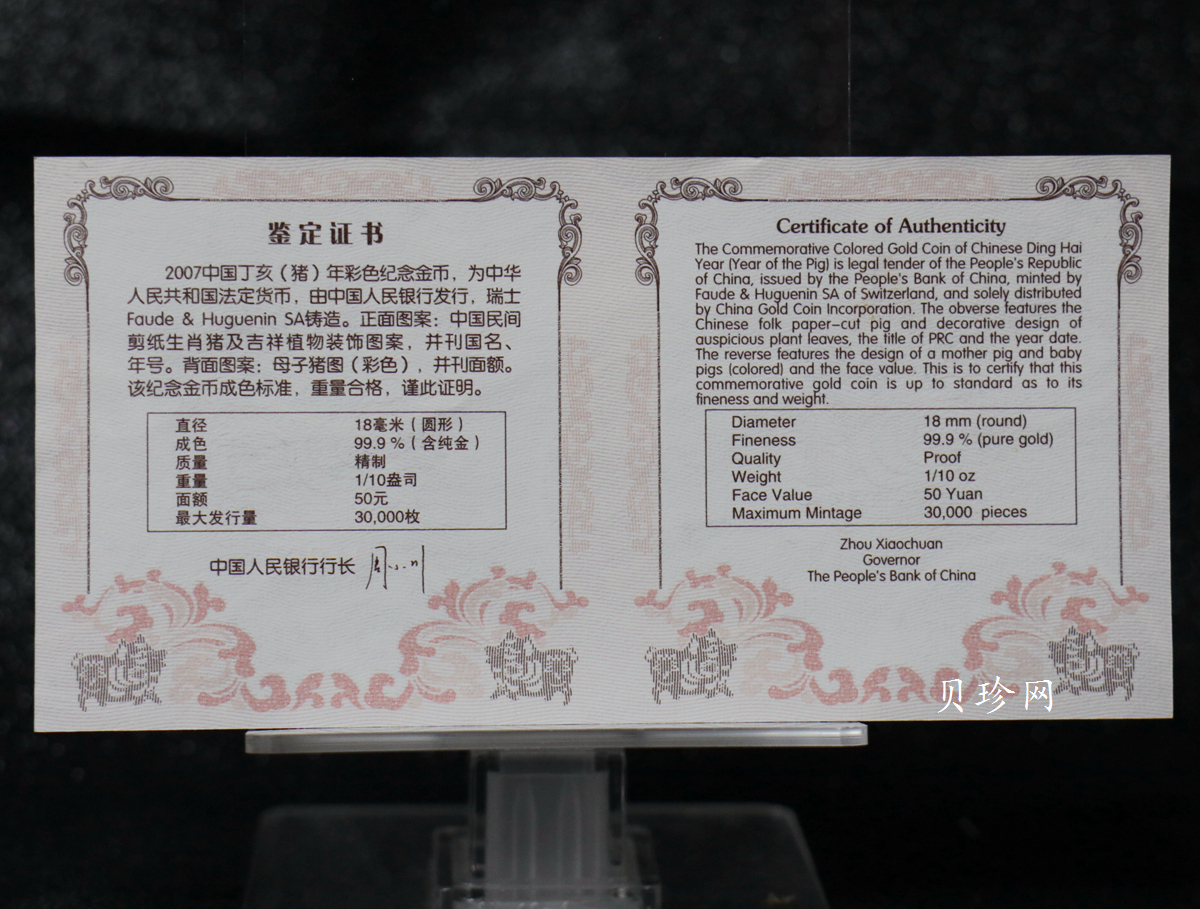 鉴定证书
2007中国丁亥（猪）年彩色纪念金币，为中华
人民共和国法定货币，由中国人民银行发行，瑞士
Faude & Huguenin SA铸造。正面图案：中国民间
剪纸生肖猪及吉祥植物装饰图案，并刊国名、
年号。背面图案：母子猪图（彩色），并刊面额。
该纪念金币成色标准，重量合格，谨此证明。
直径 18毫米（圆形）
成色 99.9 %（含纯金）
质量 精制
重量 1/10盎司
面额 50元
最大发行量 30,000枚
中国人民银行行长 周小川
Certificate of Authenticity
The Commemorative Colored Gold Coin of Chinese Ding Hai
Year (Year of the Pig) is legal tender of the People's Republic
of China, issued by the People's Bank of China, minted by
Faude & Huguenin SA of Switzerland, and solely distributed
by China Gold Coin Incorporation. The obverse features the
Chinese folk paper-cut pig and decorative design of
auspicious plant leaves, the title of PRC and the year date.
The reverse features the design of a mother pig and baby
pigs (colored) and the face value. This is to certify that this
commemorative gold coin is up to standard as to its
fineness and weight.
Diameter 18 mm (round)
Fineness 99.9 % (pure gold)
Quality Proof
Weight 1/10 oz
Face Value 50 Yuan
Maximum Mintage 30,000 pieces
Zhou Xiaochuan
Governor
The People's Bank of China
贝珍网